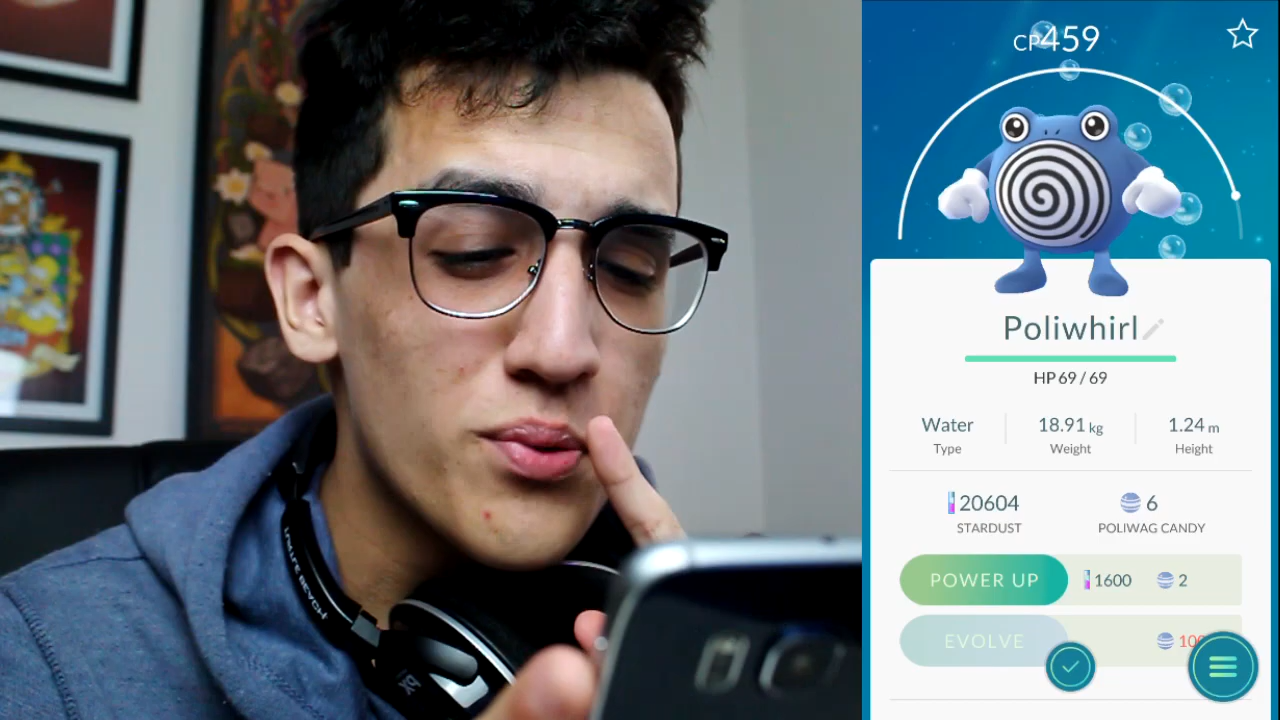 CP459
Poliwhirl
HP 69 / 69
Water
18.91 kg
1.24 m
Type
Weight
Height
20604
6
STARDUST
POLIWAG CANDY
POWER UP
1600
2
EVOLVE
100